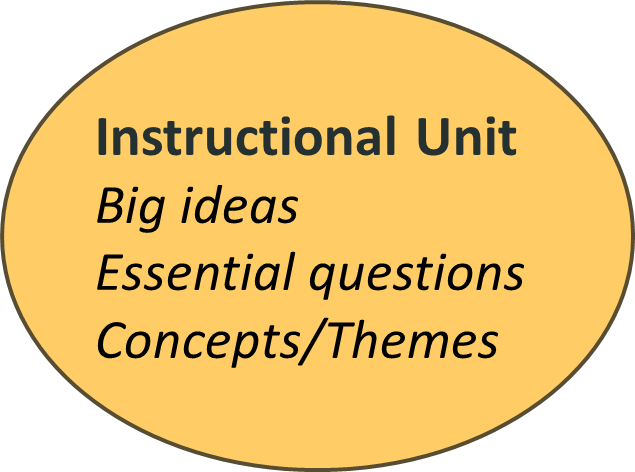 Instructional Unit
Big ideas
Essential questions
Concepts/Themes